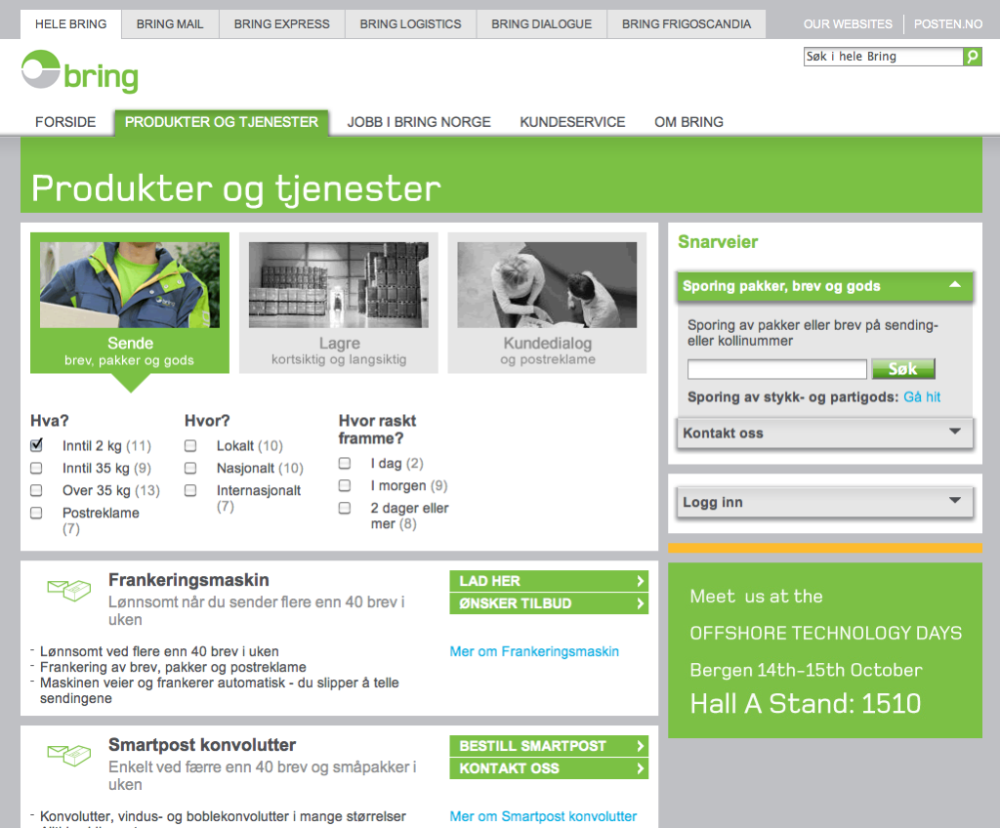 HELE BRING BRING MAIL BRING EXPRESS BRING LOGISTICS BRING DIALOGUE BRING FRIGOSCANDIA OUR WEBSITES POSTEN.NO
Søk i hele Bring
bring
FORSIDE PRODUKTER OG TJENESTER JOBB I BRING NORGE KUNDESERVICE OM BRING
Produkter og tjenester
Sende
brev, pakker og gods
Lagre
kortsiktig og langsiktig
Kundedialog
og postreklame
Hva?
Inntil 2 kg (11)
Inntil 35 kg (9)
Over 35 kg (13)
Postreklame
(7)
Hvor?
Lokalt (10)
Nasjonalt (10)
Internasjonalt
(7)
Hvor raskt
framme?
I dag (2)
I morgen (9)
2 dager eller
mer (8)
Frankeringsmaskin
Lønnsomt når du sender flere enn 40 brev i
uken
- Lønnsomt ved flere enn 40 brev i uken
- Frankering av brev, pakker og postreklame
- Maskinen veier og frankerer automatisk - du slipper å telle
sendingene
LAD HER
ØNSKER TILBUD
Mer om Frankeringsmaskin
Smartpost konvolutter
Enkelt ved færre enn 40 brev og småpakker i
uken
- Konvolutter, vindus- og boblekonvolutter i mange størrelser
BESTILL SMARTPOST
KONTAKT OSS
Mer om Smartpost konvolutter
Snarveier
Sporing pakker, brev og gods
Sporing av pakker eller brev på sending-
eller kollinummer
Søk
Sporing av stykk- og partigods: Gå hit
Kontakt oss
Logg inn
Meet us at the
OFFSHORE TECHNOLOGY DAYS
Bergen 14th-15th October
Hall A Stand: 1510